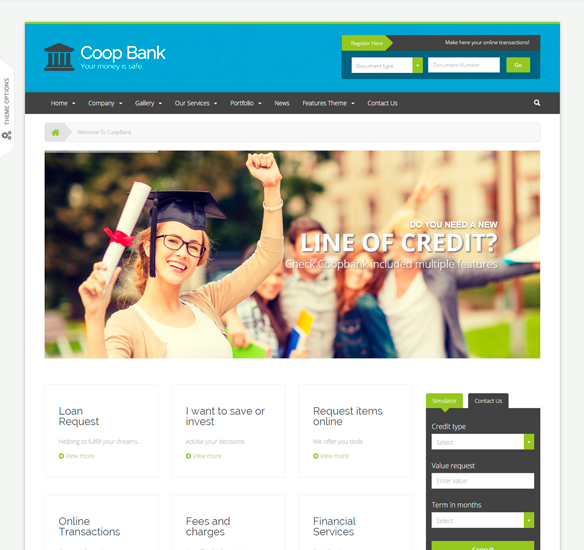 THEME OPTIONS
Coop Bank
Your money is safe.
Register Here
Make here your online transactions!
Document type
Document Number
Go
Home
Company
Gallery
Our Services
Portfolio
News
Features Theme
Contact Us
Welcome To CoopBank
DO YOU NEED A NEW
LINE OF CREDIT?
Check Coopbank included multiple features
Loan
Request
Helping to fulfill your dreams.
View more
I want to save or
invest
Advise your decisions
View more
Request items
online
We offer you tools
View more
Simulator
Contact Us
Credit type
Select
Value request
Enter value
Term in months
Select
Online
Transactions
Fees and
charges
Financial
Services
Consult